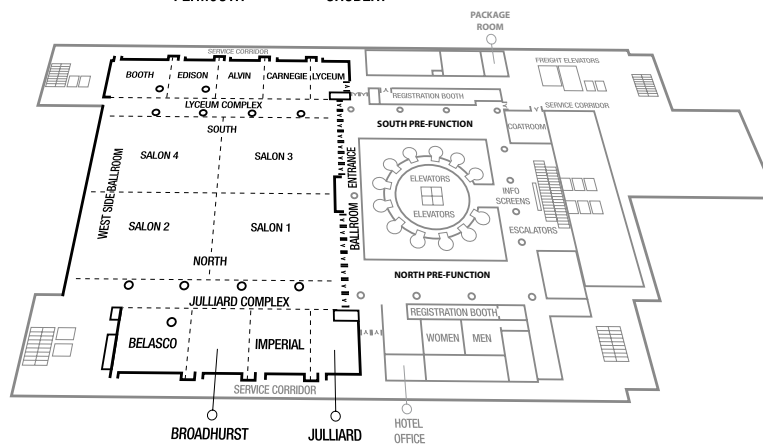 PACKAGE
ROOM
SERVICE CORRIDOR
FREIGHT ELEVATORS
BOOTH
EDISON
ALVIN
CARNEGIE
LYCEUM
REGISTRATION BOOTH
SERVICE CORRIDOR
LYCEUM COMPLEX
SOUTH PRE-FUNCTION
COATROOM
SOUTH
SALON 4
SALON 3
WEST SIDE BALLROOM
BALLROOM ENTRANCE
ELEVATORS
ELEVATORS
INFO
SCREENS
ESCALATORS
SALON 2
SALON 1
NORTH
NORTH PRE-FUNCTION
JULLIARD COMPLEX
REGISTRATION BOOTH
BELASCO
IMPERIAL
WOMEN
MEN
SERVICE CORRIDOR
BROADHURST
JULLIARD
HOTEL
OFFICE